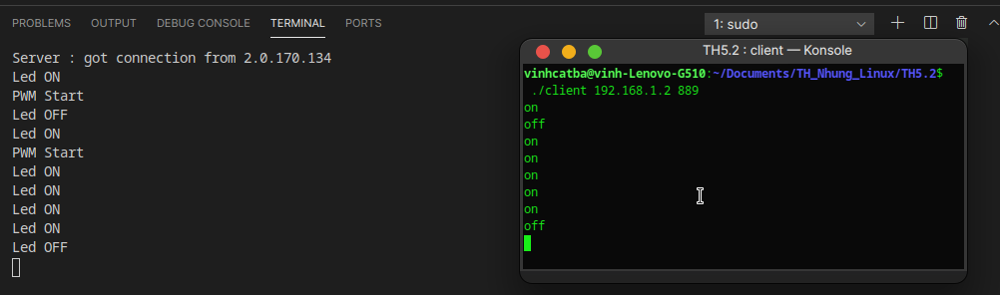 PROBLEMS OUTPUT DEBUG CONSOLE TERMINAL PORTS 1: sudo
Server : got connection from 2.0.170.134
Led ON
PWM Start
Led OFF
Led ON
PWM Start
Led ON
Led ON
Led ON
Led ON
Led OFF
TH5.2 : client — Konsole
vinhcatba@vinh-Lenovo-G510:~/Documents/TH_Nhung_Linux/TH5.2$
./client 192.168.1.2 889
on
off
on
on
on
on
on
off